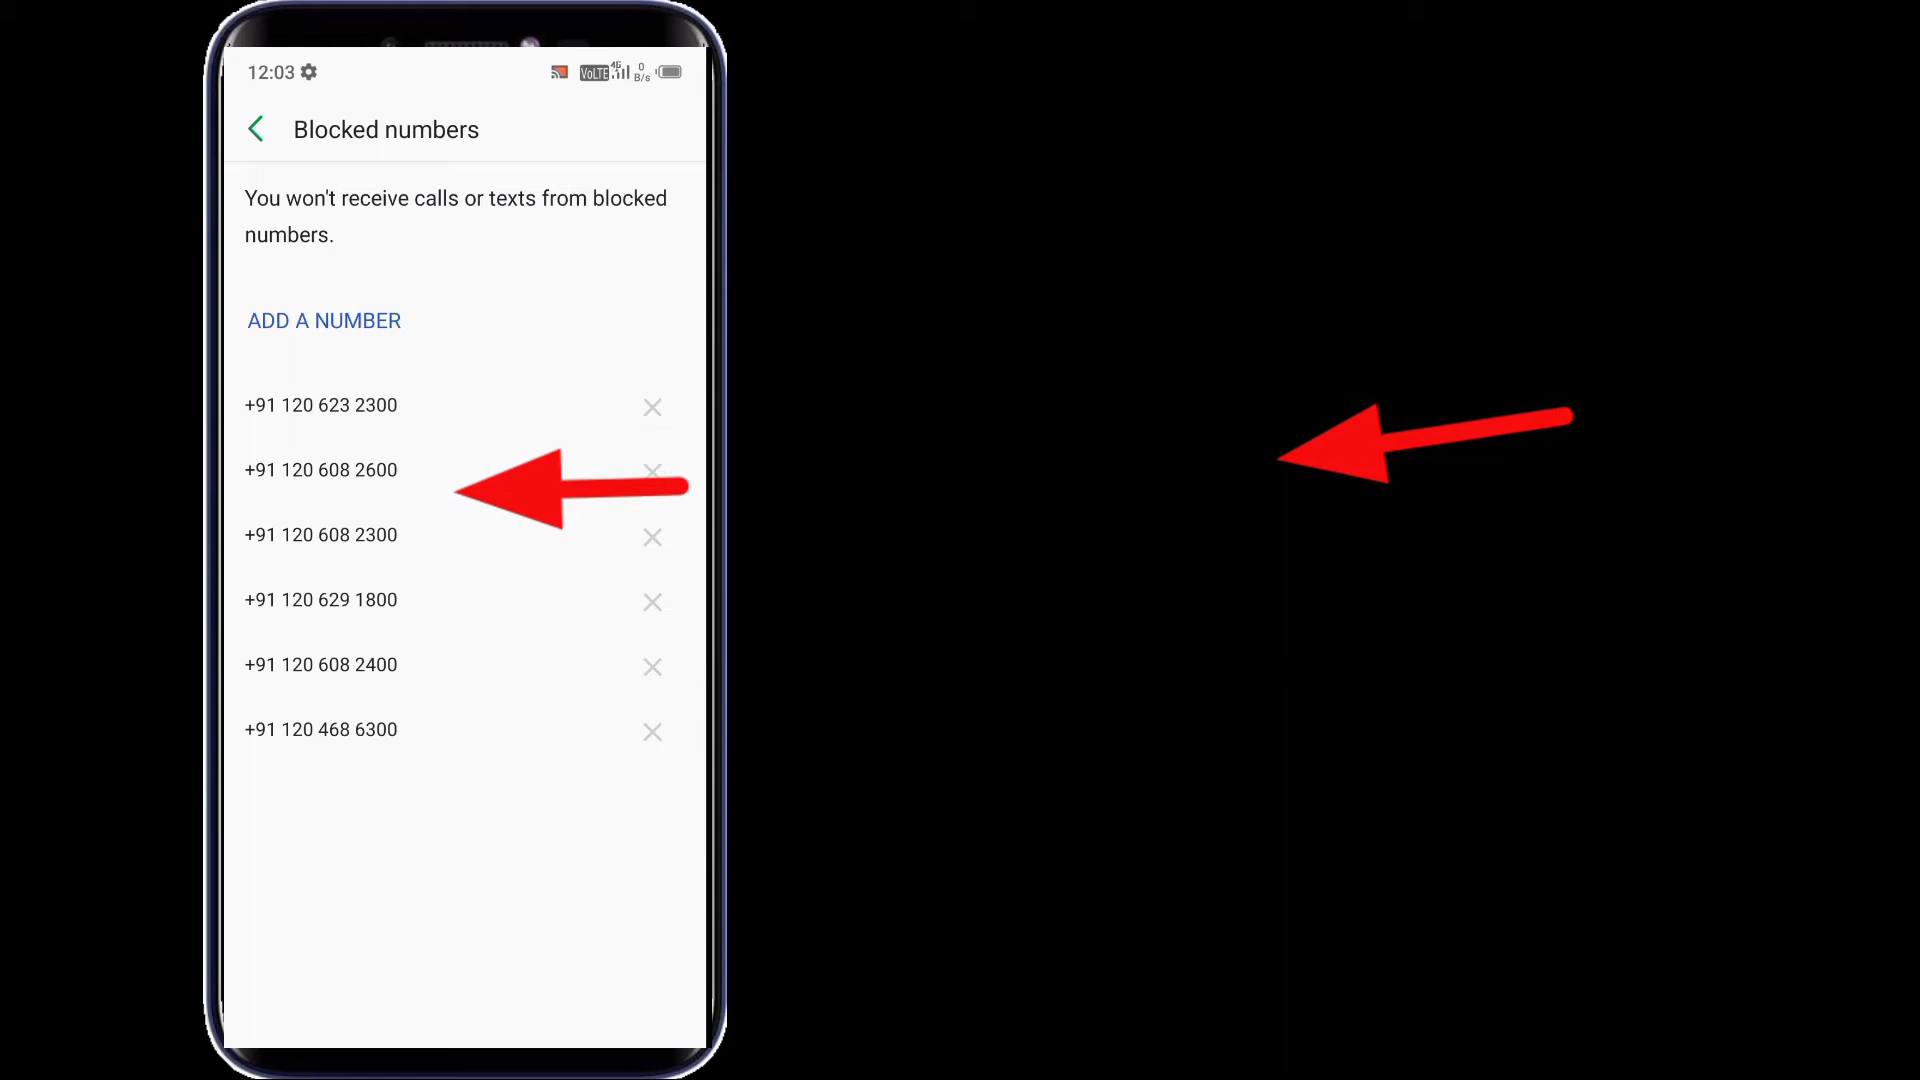 12:03 VoLTE 4G 0 B/s
Blocked numbers
You won't receive calls or texts from blocked
numbers.
ADD A NUMBER
+91 120 623 2300
+91 120 608 2600
+91 120 608 2300
+91 120 629 1800
+91 120 608 2400
+91 120 468 6300